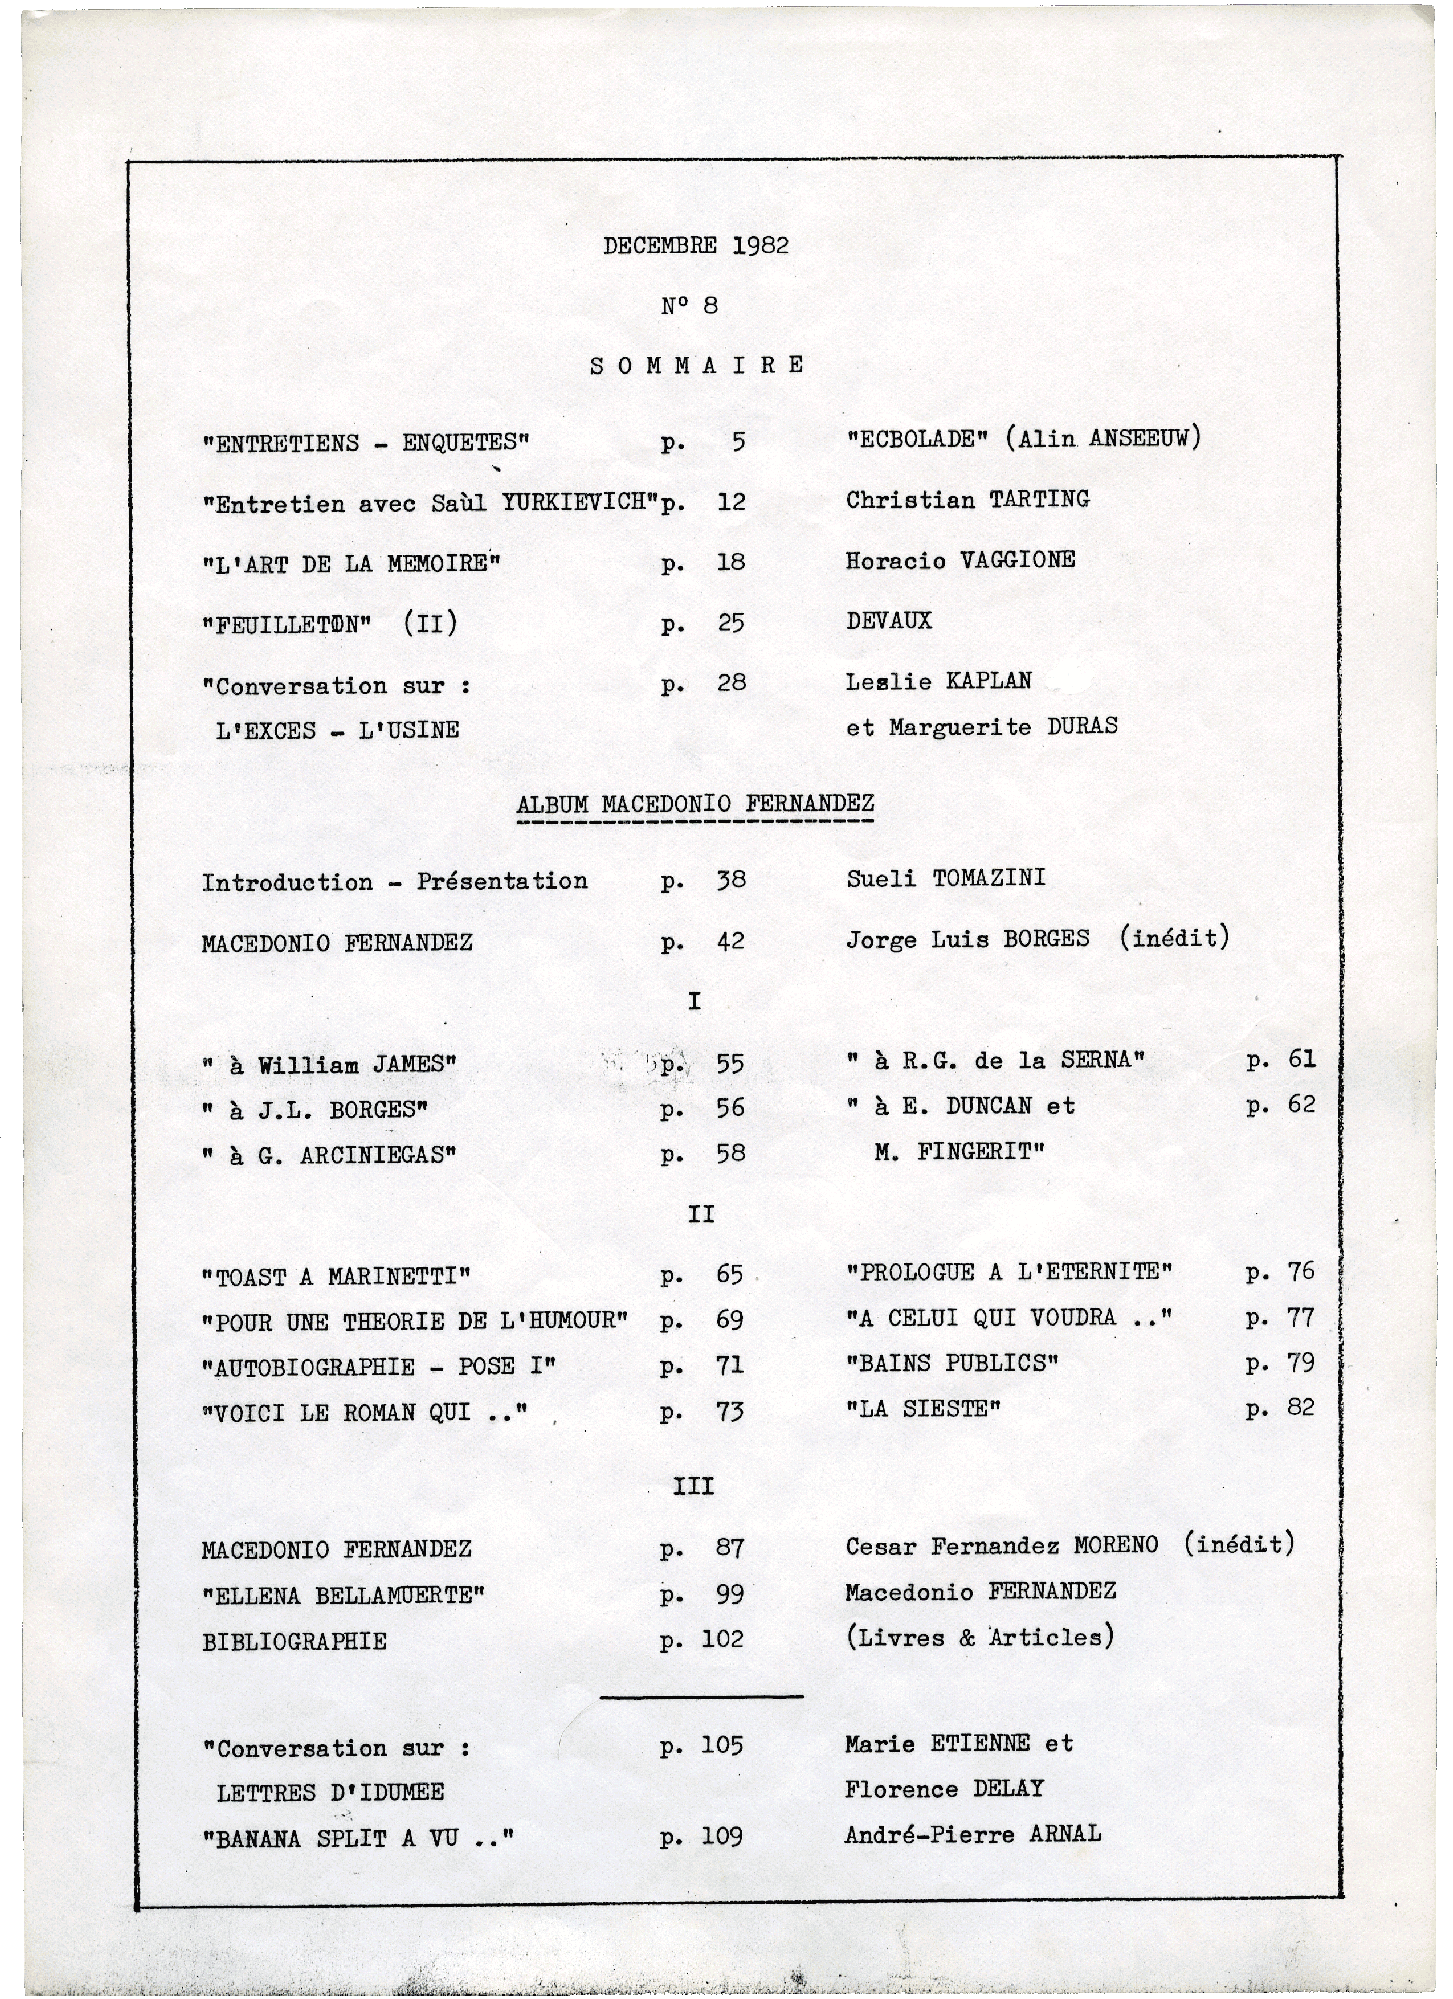 DECEMBRE 1982
Nº 8
S O M M A I R E
"ENTRETIENS - ENQUETES" p. 5 "ECBOLADE" (Alin ANSEEUW)
"Entretien avec Saùl YURKIEVICH" p. 12 Christian TARTING
"L'ART DE LA MEMOIRE" p. 18 Horacio VAGGIONE
"FEUILLETON" (II) p. 25 DEVAUX
"Conversation sur : p. 28 Leslie KAPLAN
L'EXCES - L'USINE et Marguerite DURAS
ALBUM MACEDONIO FERNANDEZ
Introduction - Présentation p. 38 Sueli TOMAZINI
MACEDONIO FERNANDEZ p. 42 Jorge Luis BORGES (inédit)
I
" à William JAMES" p. 55 " à R.G. de la SERNA" p. 61
" à J.L. BORGES" p. 56 " à E. DUNCAN et p. 62
" à G. ARCINIEGAS" p. 58 M. FINGERIT"
II
"TOAST A MARINETTI" p. 65 "PROLOGUE A L'ETERNITE" p. 76
"POUR UNE THEORIE DE L'HUMOUR" p. 69 "A CELUI QUI VOUDRA .." p. 77
"AUTOBIOGRAPHIE - POSE I" p. 71 "BAINS PUBLICS" p. 79
"VOICI LE ROMAN QUI .." p. 73 "LA SIESTE" p. 82
III
MACEDONIO FERNANDEZ p. 87 Cesar Fernandez MORENO (inédit)
"ELLENA BELLAMUERTE" p. 99 Macedonio FERNANDEZ
BIBLIOGRAPHIE p. 102 (Livres & Articles)
"Conversation sur : p. 105 Marie ETIENNE et
LETTRES D'IDUMEE Florence DELAY
"BANANA SPLIT A VU .." p. 109 André-Pierre ARNAL